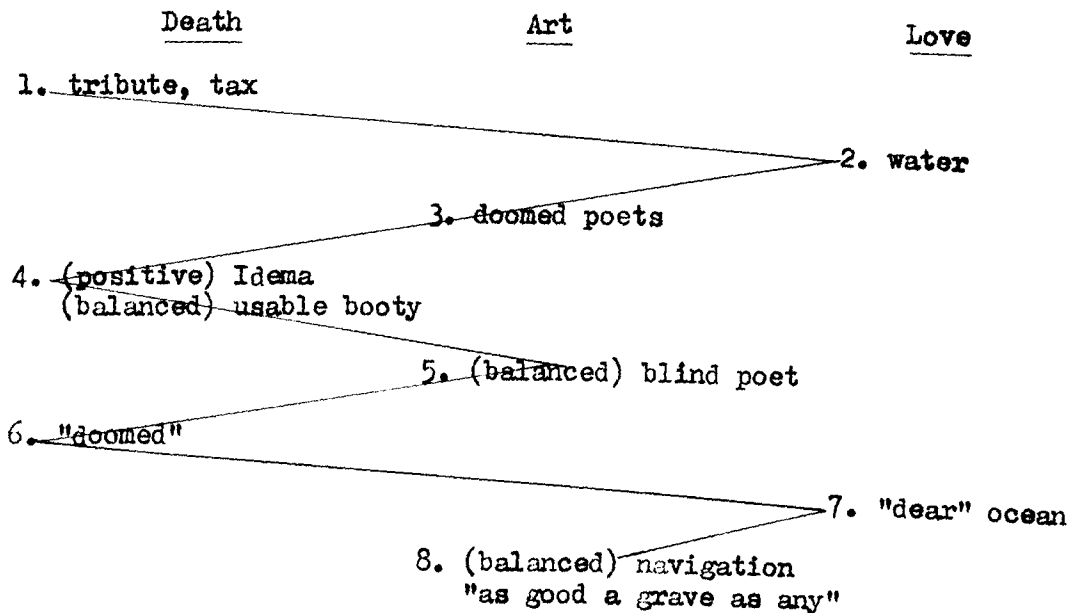 Death Art Love
1. tribute, tax
2. water
3. doomed poets
4. (positive) Idema
(balanced) usable booty
5. (balanced) blind poet
6. "doomed"
7. "dear" ocean
8. (balanced) navigation
"as good a grave as any"